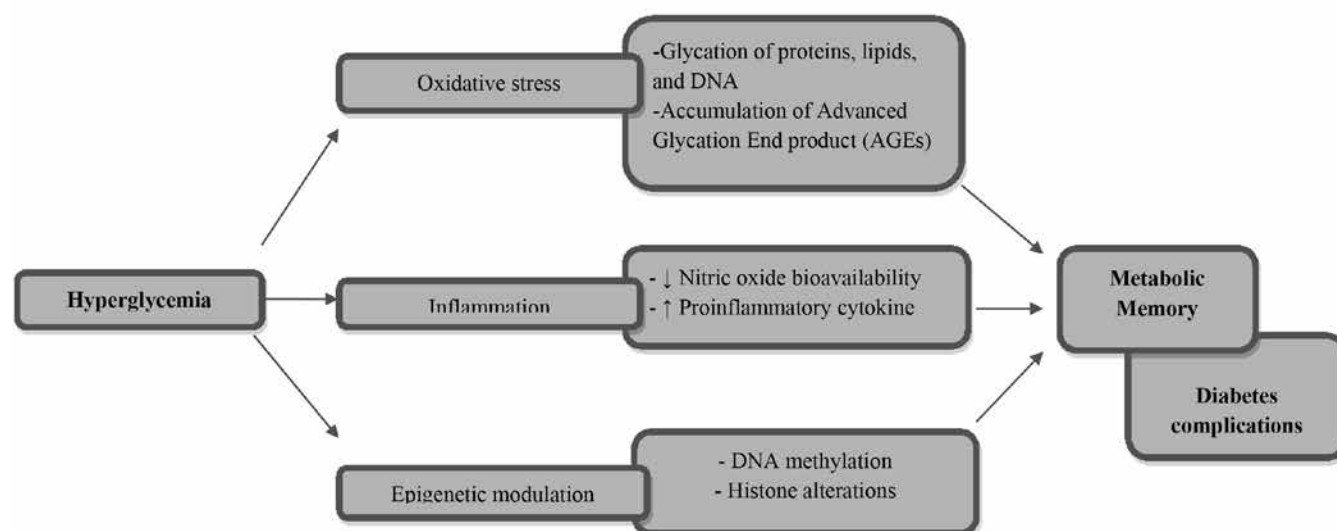 Oxidative stress
-Glycation of proteins, lipids,
and DNA
-Accumulation of Advanced
Glycation End product (AGEs)
Hyperglycemia
Inflammation
- ↓ Nitric oxide bioavailability
- ↑ Proinflammatory cytokine
Metabolic
Memory
Diabetes
complications
Epigenetic modulation
- DNA methylation
- Histone alterations